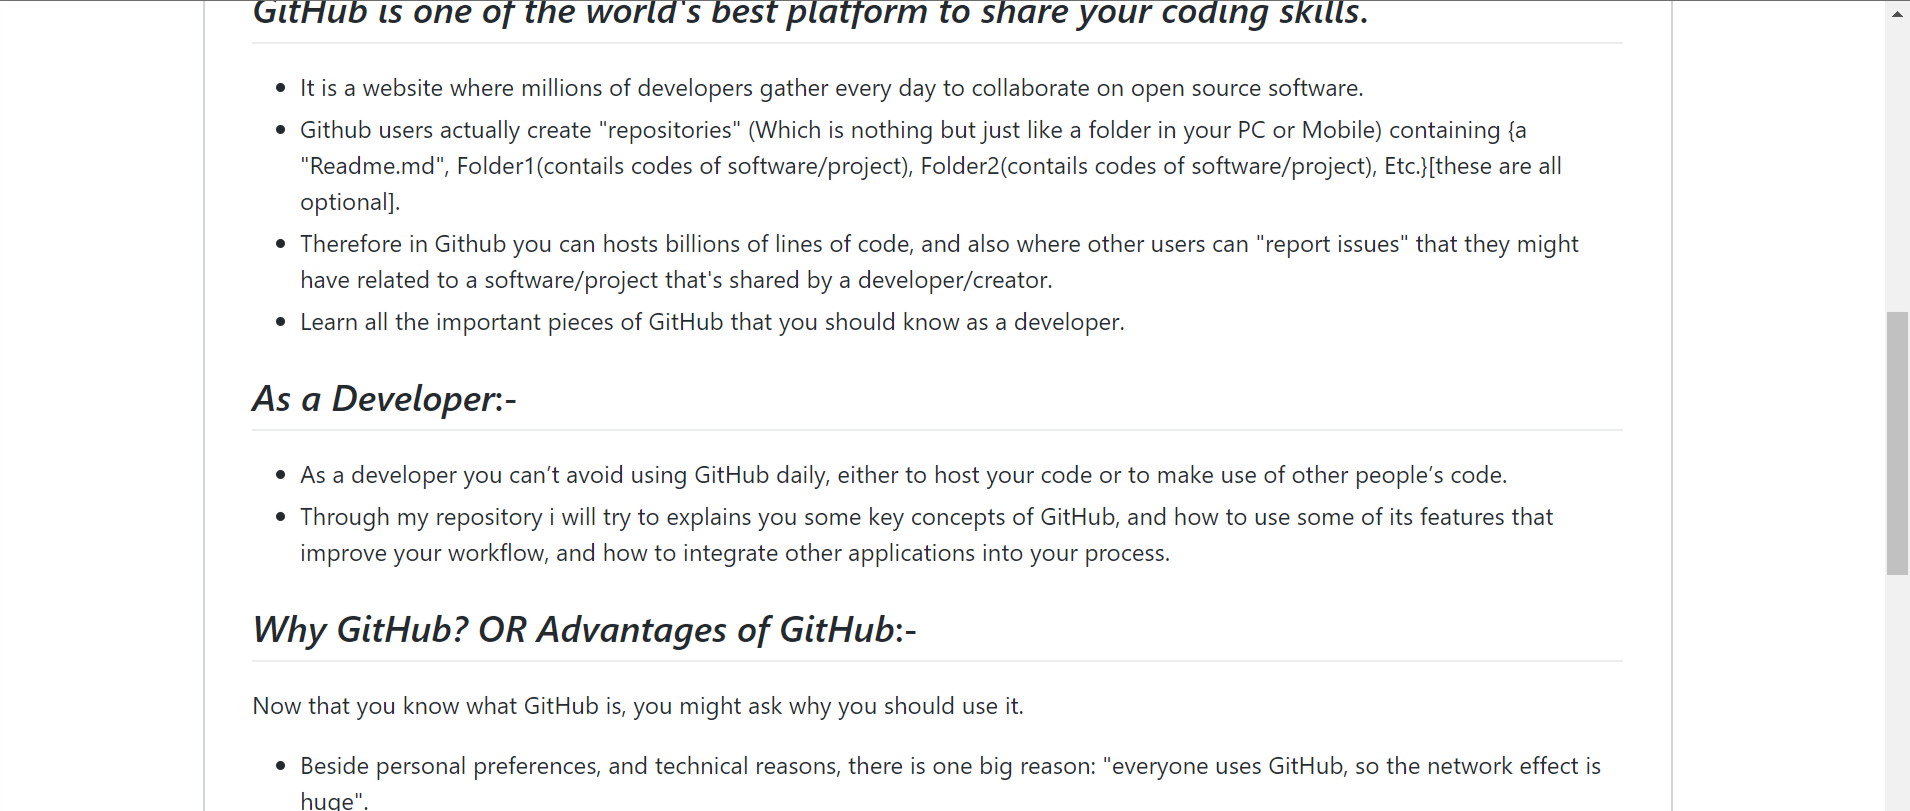 GitHub is one of the world's best platform to share your coding skills.
It is a website where millions of developers gather every day to collaborate on open source software.
Github users actually create "repositories" (Which is nothing but just like a folder in your PC or Mobile) containing {a
"Readme.md", Folder1(contails codes of software/project), Folder2(contails codes of software/project), Etc.}[these are all
optional].
Therefore in Github you can hosts billions of lines of code, and also where other users can "report issues" that they might
have related to a software/project that's shared by a developer/creator.
Learn all the important pieces of GitHub that you should know as a developer.
As a Developer:-
As a developer you can’t avoid using GitHub daily, either to host your code or to make use of other people’s code.
Through my repository i will try to explains you some key concepts of GitHub, and how to use some of its features that
improve your workflow, and how to integrate other applications into your process.
Why GitHub? OR Advantages of GitHub:-
Now that you know what GitHub is, you might ask why you should use it.
Beside personal preferences, and technical reasons, there is one big reason: "everyone uses GitHub, so the network effect is
huge".